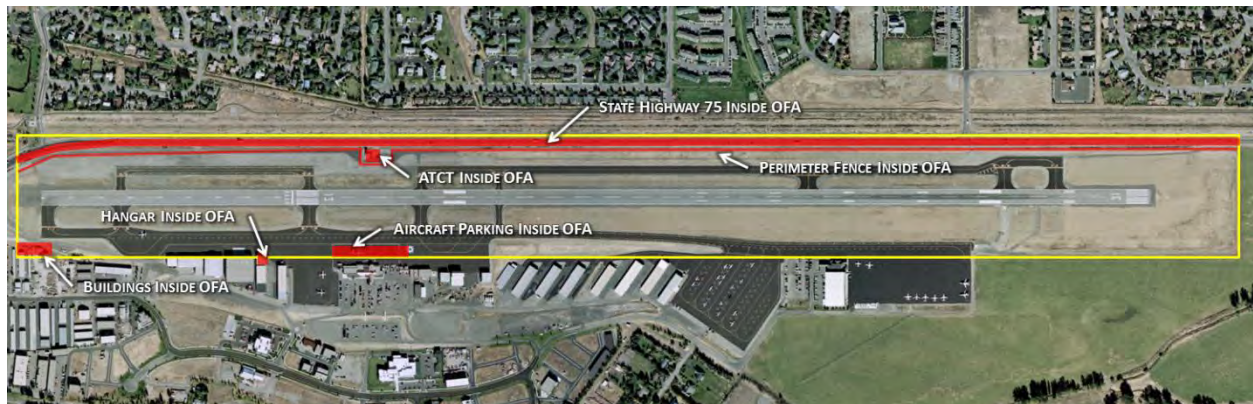 STATE HIGHWAY 75 INSIDE OFA
PERIMETER FENCE INSIDE OFA
ATCT INSIDE OFA
HANGAR INSIDE OFA
AIRCRAFT PARKING INSIDE OFA
BUILDINGS INSIDE OFA